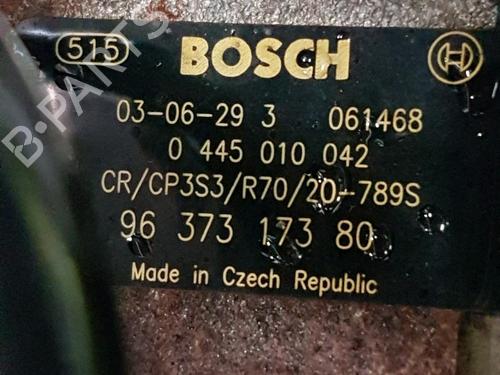 515 BOSCH
03-06-29 3 061468
0 445 010 042
CR/CP3S3/R70/20-789S
96 373 173 80
Made in Czech Republic
B-PARTS